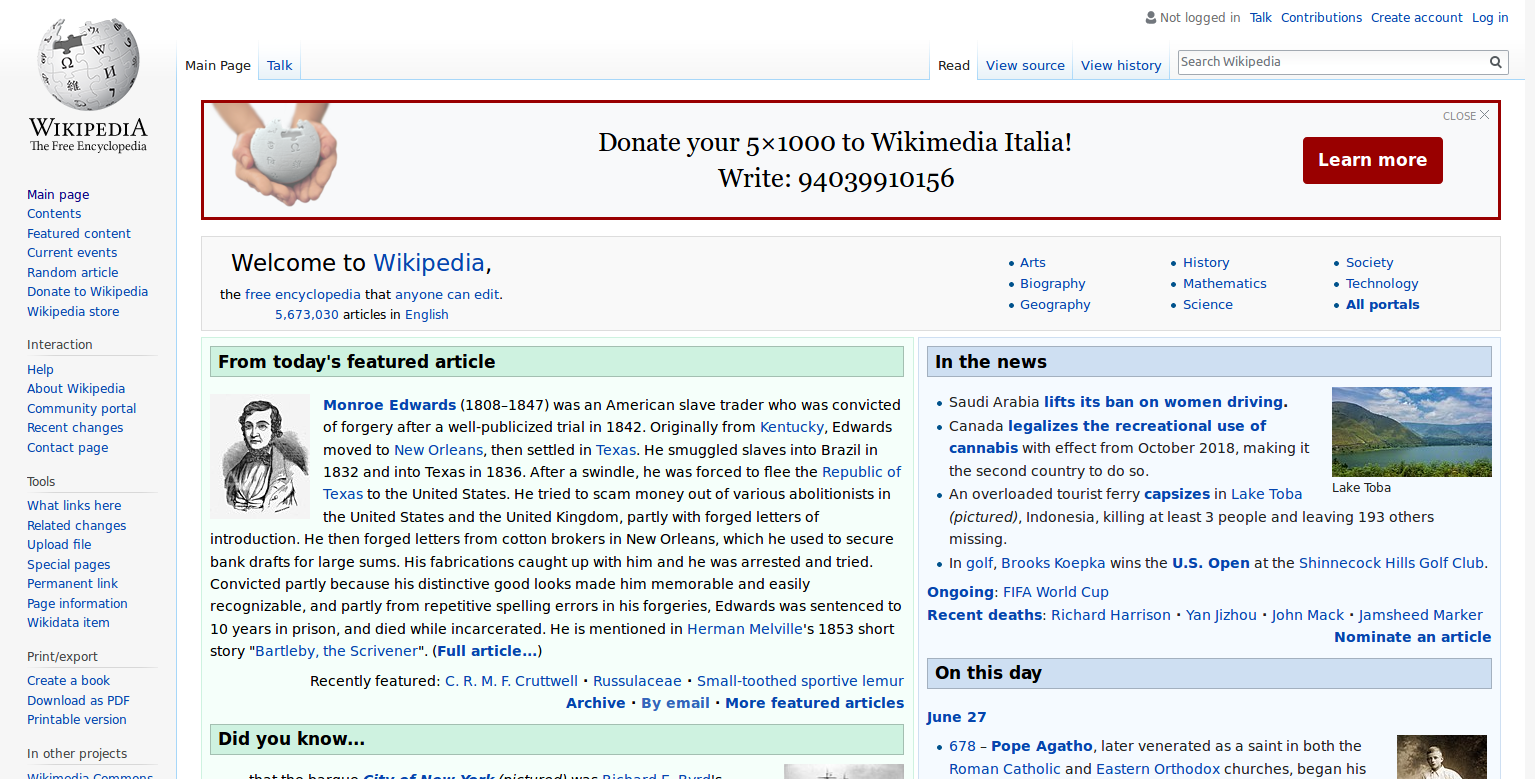 Not logged in Talk Contributions Create account Log in
Main Page Talk Read View source View history Search Wikipedia
WIKIPEDIA
The Free Encyclopedia
Main page
Contents
Featured content
Current events
Random article
Donate to Wikipedia
Wikipedia store
Interaction
Help
About Wikipedia
Community portal
Recent changes
Contact page
Tools
What links here
Related changes
Upload file
Special pages
Permanent link
Page information
Wikidata item
Print/export
Create a book
Download as PDF
Printable version
In other projects
Wikimedia Commons
CLOSE
Donate your 5×1000 to Wikimedia Italia!
Write: 94039910156
Learn more
Welcome to Wikipedia,
the free encyclopedia that anyone can edit.
5,673,030 articles in English
• Arts
• Biography
• Geography
• History
• Mathematics
• Science
• Society
• Technology
• All portals
From today's featured article
Monroe Edwards (1808–1847) was an American slave trader who was convicted
of forgery after a well-publicized trial in 1842. Originally from Kentucky, Edwards
moved to New Orleans, then settled in Texas. He smuggled slaves into Brazil in
1832 and into Texas in 1836. After a swindle, he was forced to flee the Republic of
Texas to the United States. He tried to scam money out of various abolitionists in
the United States and the United Kingdom, partly with forged letters of
introduction. He then forged letters from cotton brokers in New Orleans, which he used to secure
bank drafts for large sums. His fabrications caught up with him and he was arrested and tried.
Convicted partly because his distinctive good looks made him memorable and easily
recognizable, and partly from repetitive spelling errors in his forgeries, Edwards was sentenced to
10 years in prison, and died while incarcerated. He is mentioned in Herman Melville's 1853 short
story "Bartleby, the Scrivener". (Full article...)
Recently featured: C. R. M. F. Cruttwell · Russulaceae · Small-toothed sportive lemur
Archive · By email · More featured articles
Did you know...
... that the barque City of New York (pictured) was Richard E. Byrd's
In the news
• Saudi Arabia lifts its ban on women driving.
• Canada legalizes the recreational use of
cannabis with effect from October 2018, making it
the second country to do so.
• An overloaded tourist ferry capsizes in Lake Toba
(pictured), Indonesia, killing at least 3 people and leaving 193 others
missing.
• In golf, Brooks Koepka wins the U.S. Open at the Shinnecock Hills Golf Club.
Lake Toba
Ongoing: FIFA World Cup
Recent deaths: Richard Harrison · Yan Jizhou · John Mack · Jamsheed Marker
Nominate an article
On this day
June 27
• 678 – Pope Agatho, later venerated as a saint in both the
Roman Catholic and Eastern Orthodox churches, began his